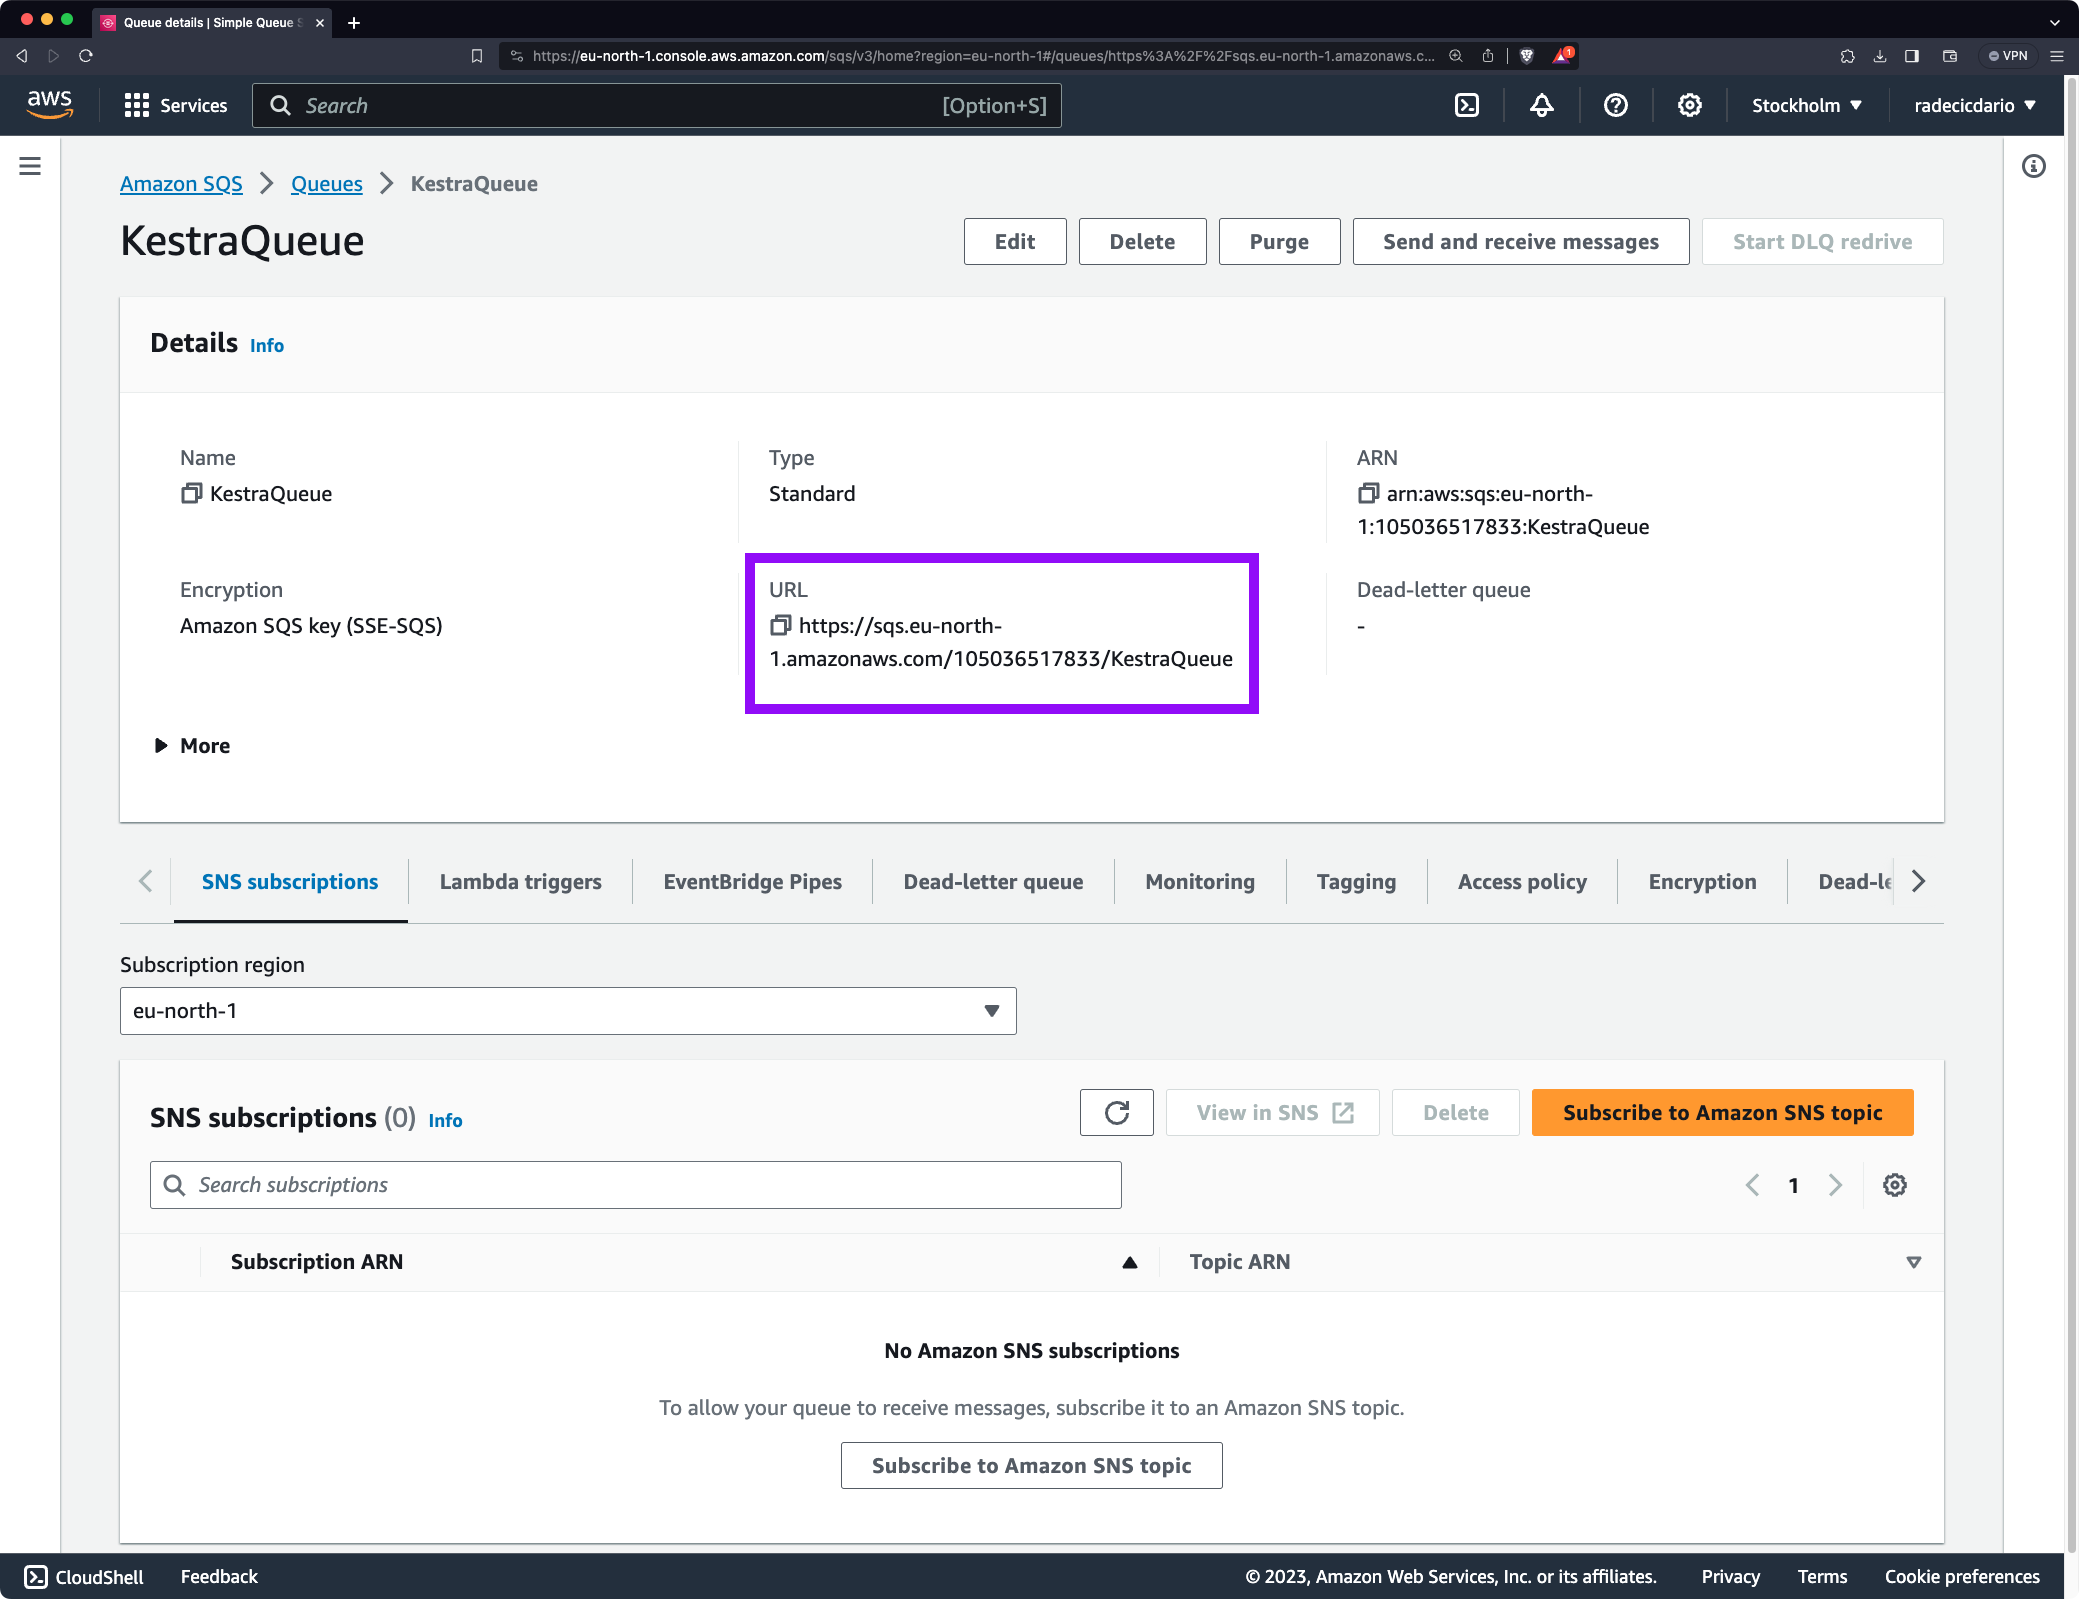 Queue details | Simple Queue S
https://eu-north-1.console.aws.amazon.com/sqs/v3/home?region=eu-north-1#/queues/https%3A%2F%2Fsqs.eu-north-1.amazonaws.c...
1
VPN
aws
Services
Search
[Option+S]
Stockholm
radecicdario
Amazon SQS
Queues
KestraQueue
KestraQueue
Edit
Delete
Purge
Send and receive messages
Start DLQ redrive
Details Info
Name
KestraQueue
Type
Standard
ARN
arn:aws:sqs:eu-north-
1:105036517833:KestraQueue
Encryption
Amazon SQS key (SSE-SQS)
URL
https://sqs.eu-north-
1.amazonaws.com/105036517833/KestraQueue
Dead-letter queue
-
More
SNS subscriptions
Lambda triggers
EventBridge Pipes
Dead-letter queue
Monitoring
Tagging
Access policy
Encryption
Dead-le
Subscription region
eu-north-1
SNS subscriptions (0) Info
View in SNS
Delete
Subscribe to Amazon SNS topic
Search subscriptions
1
Subscription ARN
Topic ARN
No Amazon SNS subscriptions
To allow your queue to receive messages, subscribe it to an Amazon SNS topic.
Subscribe to Amazon SNS topic
CloudShell
Feedback
© 2023, Amazon Web Services, Inc. or its affiliates.
Privacy
Terms
Cookie preferences